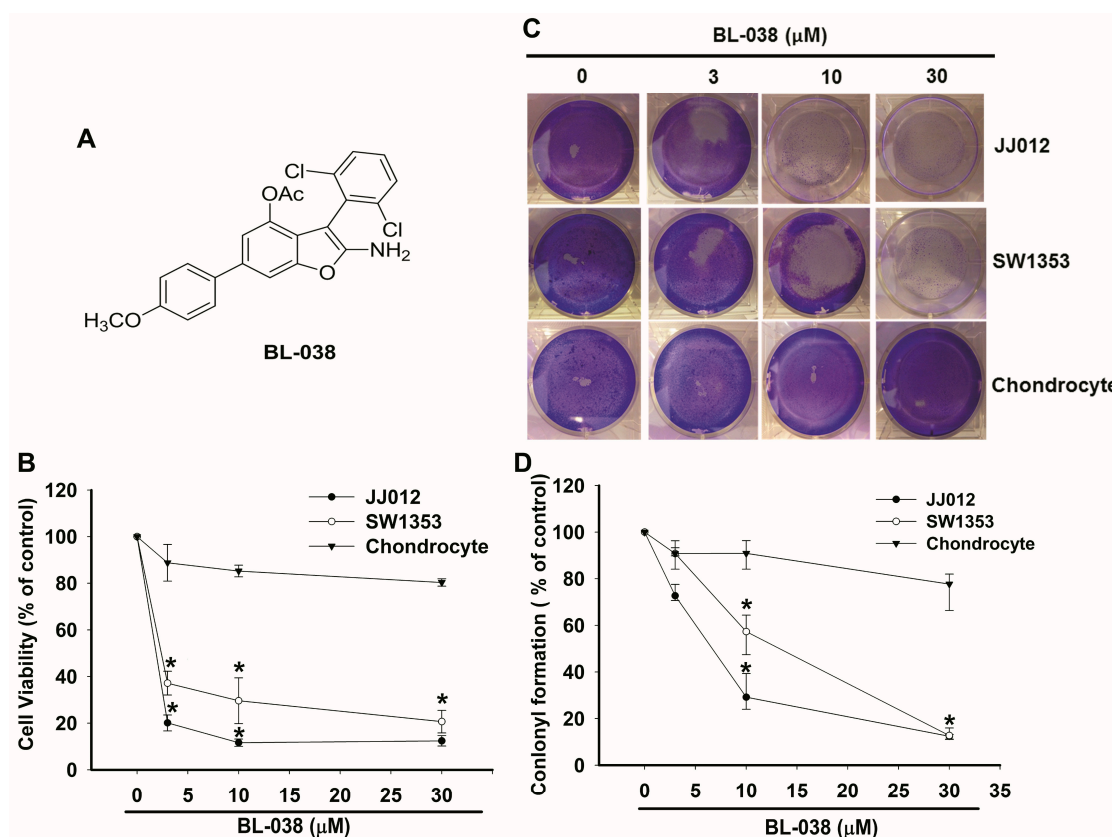 C
BL-038 (μM)
0 3 10 30
JJ012
SW1353
Chondrocyte
A
Cl
OAc
Cl
NH2
O
H3CO
BL-038
B
120
100
80
60
40
20
0
Cell Viability (% of control)
JJ012
SW1353
Chondrocyte
*
*
*
*
*
0 5 10 15 20 25 30
BL-038 (μM)
D
120
100
80
60
40
20
0
Conlonyl formation ( % of control)
JJ012
SW1353
Chondrocyte
*
*
*
0 5 10 15 20 25 30 35
BL-038 (μM)